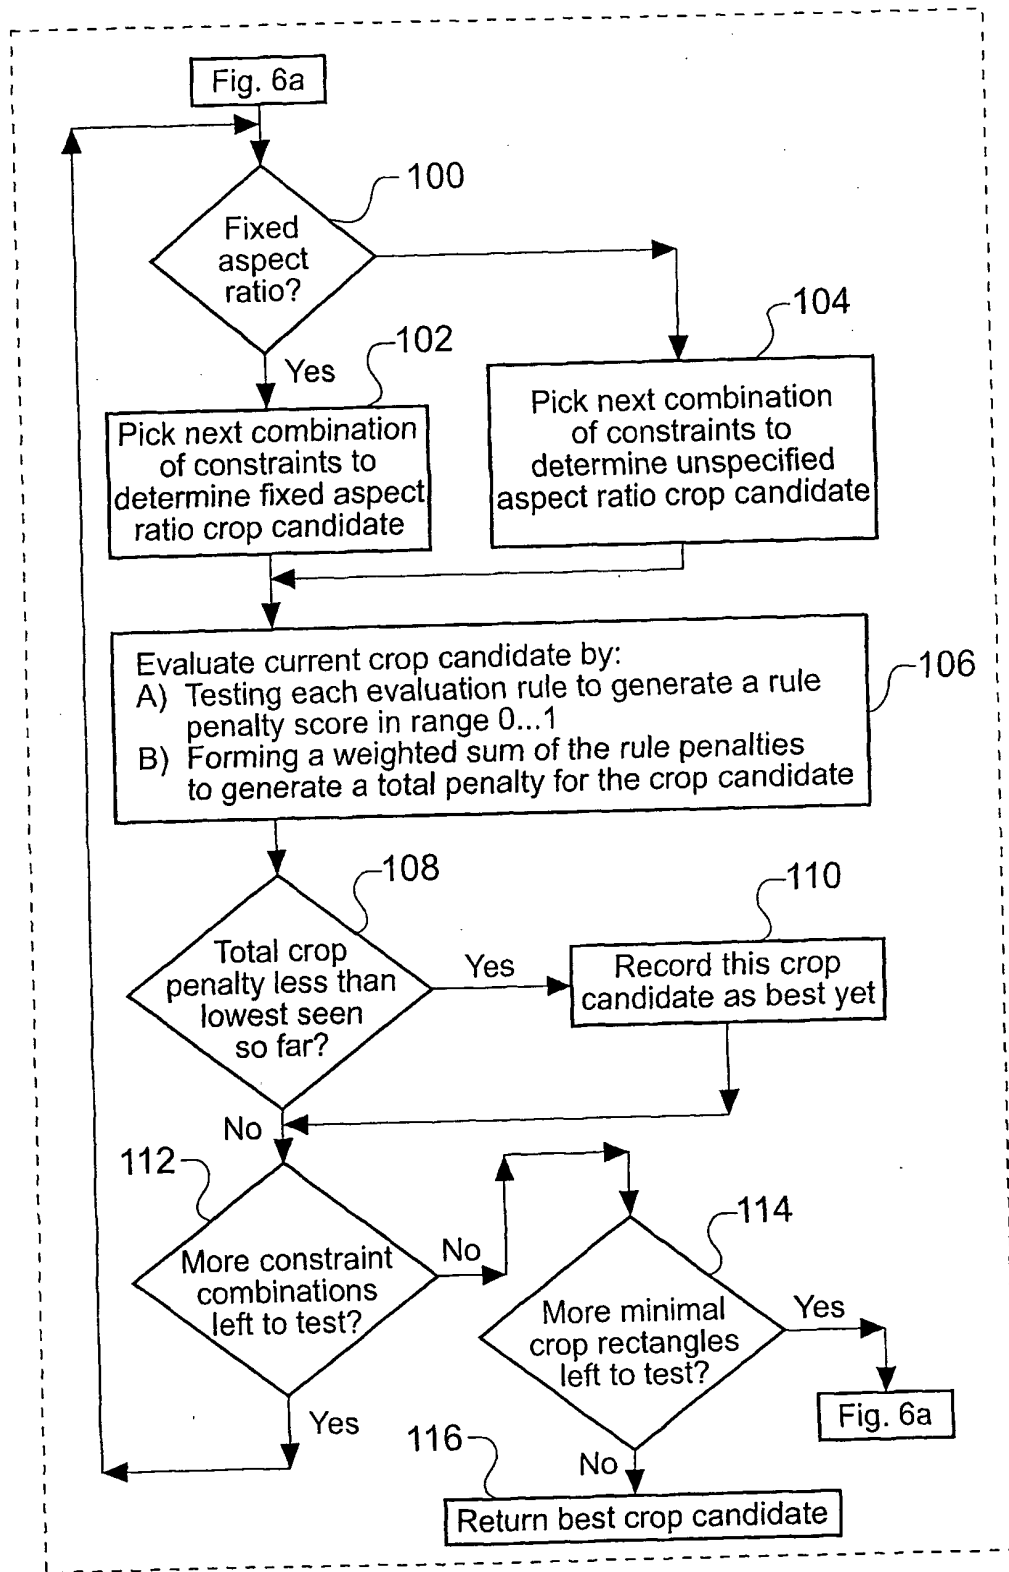 Fig. 6a
100
Fixed
aspect
ratio?
104
102
Yes
Pick next combination
of constraints to
determine fixed aspect
ratio crop candidate
Pick next combination
of constraints to
determine unspecified
aspect ratio crop candidate
Evaluate current crop candidate by:
A) Testing each evaluation rule to generate a rule
penalty score in range 0...1
B) Forming a weighted sum of the rule penalties
to generate a total penalty for the crop candidate
106
108
Total crop
penalty less than
lowest seen
so far?
Yes
110
Record this crop
candidate as best yet
No
112
More constraint
combinations
left to test?
No
Yes
114
More minimal
crop rectangles
left to test?
Yes
Fig. 6a
116
No
Return best crop candidate